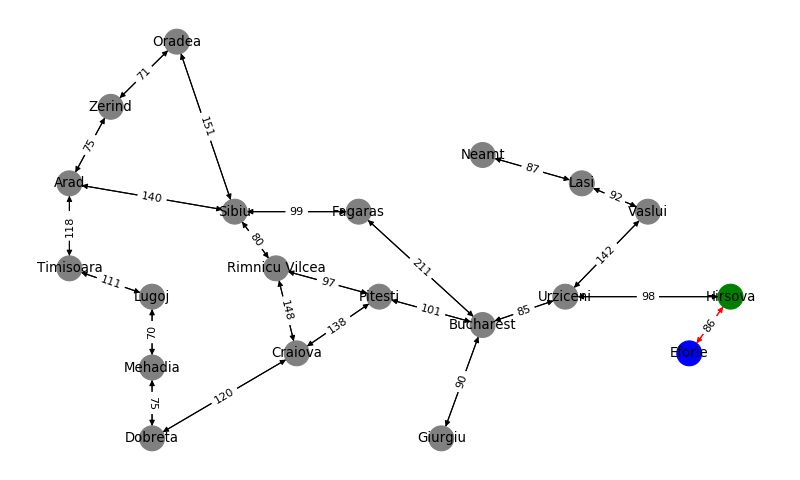 Oradea
71
Zerind
151
75
Neamt
87
Arad
Lasi
140
92
Sibiu
99
Fagaras
Vaslui
118
80
142
211
Timisoara
Rimnicu Vilcea
111
97
Lugoj
Pitesti
Urziceni
98
Hirsova
148
101
85
70
138
Bucharest
86
Mehadia
Craiova
Eforie
90
75
120
Dobreta
Giurgiu